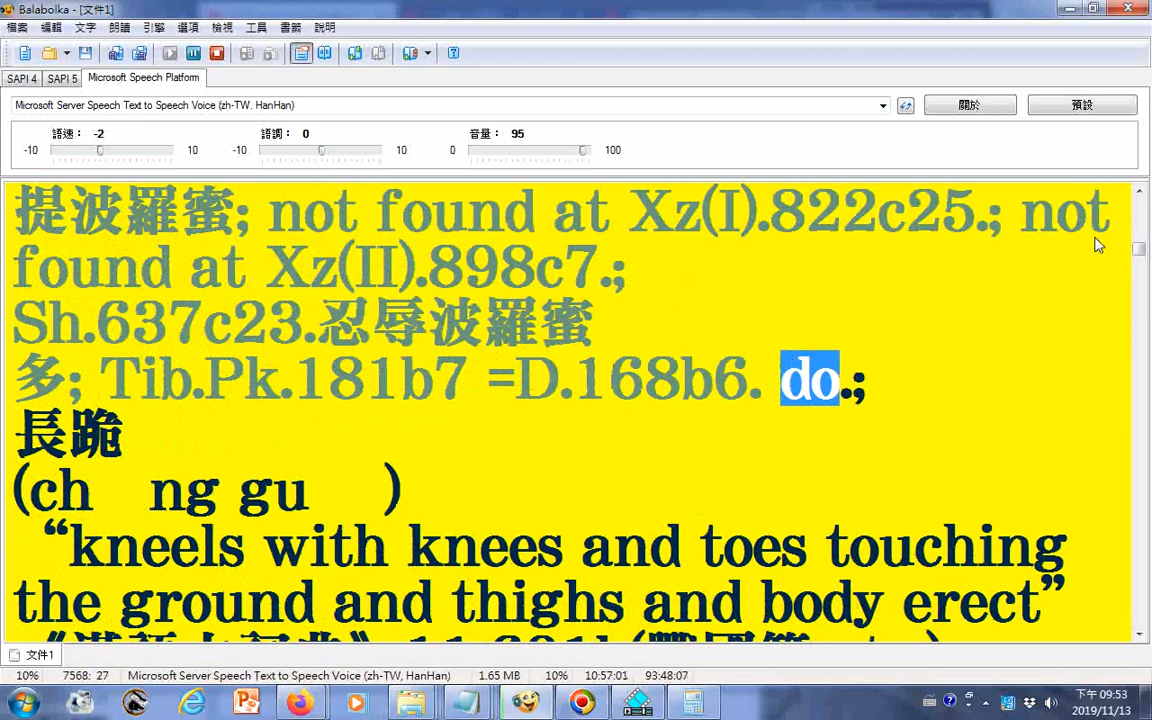 Balabolka - [文件1]
檔案 編輯 文字 朗讀 引擎 選項 檢視 工具 書籤 說明
SAPI 4 SAPI 5 Microsoft Speech Platform
Microsoft Server Speech Text to Speech Voice (zh-TW, HanHan) 關於 預設
語速： -2 語調： 0 音量： 95
-10 10 -10 10 0 100
提波羅蜜; not found at Xz(I).822c25.; not
found at Xz(II).898c7.;
Sh.637c23.忍辱波羅蜜
多; Tib.Pk.181b7 =D.168b6. do.;
長跪
(ch ng gu )
“kneels with knees and toes touching
the ground and thighs and body erect”
文件1
10% 7568: 27 Microsoft Server Speech Text to Speech Voice (zh-TW, HanHan) 1.65 MB 10% 10:57:01 93:48:07
下午 09:53
2019/11/13